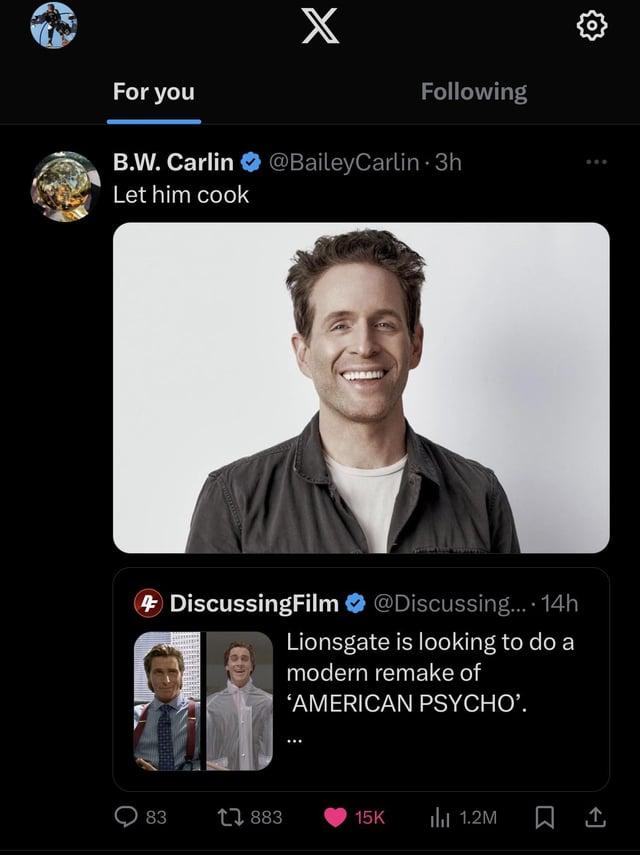 X
For you
Following
B.W. Carlin @BaileyCarlin · 3h
Let him cook
DF DiscussingFilm @Discussing... · 14h
Lionsgate is looking to do a
modern remake of
‘AMERICAN PSYCHO’.
...
83 883 15K 1.2M